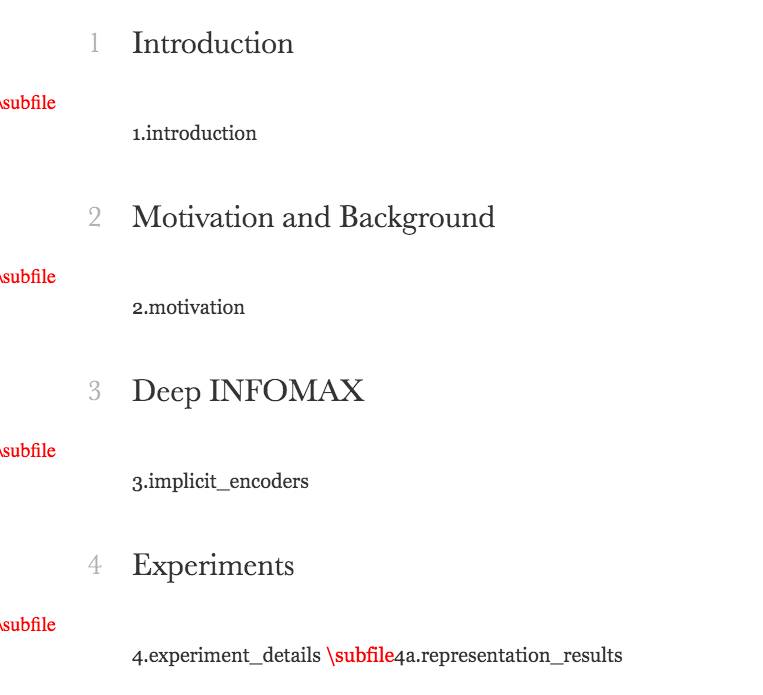 1 Introduction
\subfile
1.introduction
2 Motivation and Background
\subfile
2.motivation
3 Deep INFOMAX
\subfile
3.implicit_encoders
4 Experiments
\subfile
4.experiment_details \subfile4a.representation_results